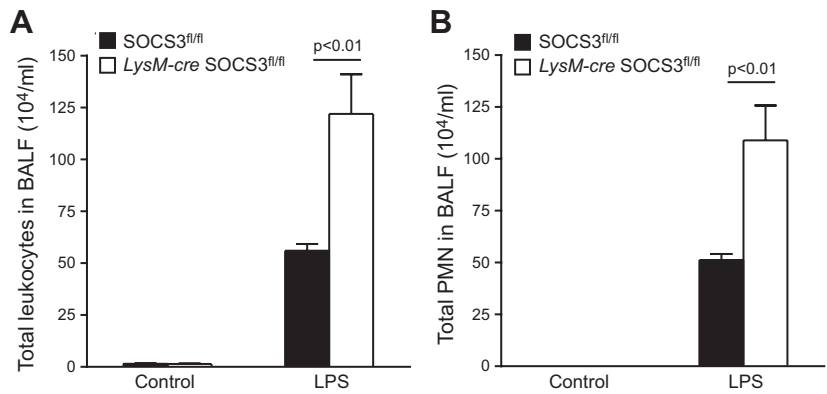 A
SOCS3fl/fl
LysM-cre SOCS3fl/fl
p<0.01
Total leukocytes in BALF (10⁴/ml)
150
125
100
75
50
25
0
Control
LPS
B
SOCS3fl/fl
LysM-cre SOCS3fl/fl
p<0.01
Total PMN in BALF (10⁴/ml)
150
125
100
75
50
25
0
Control
LPS